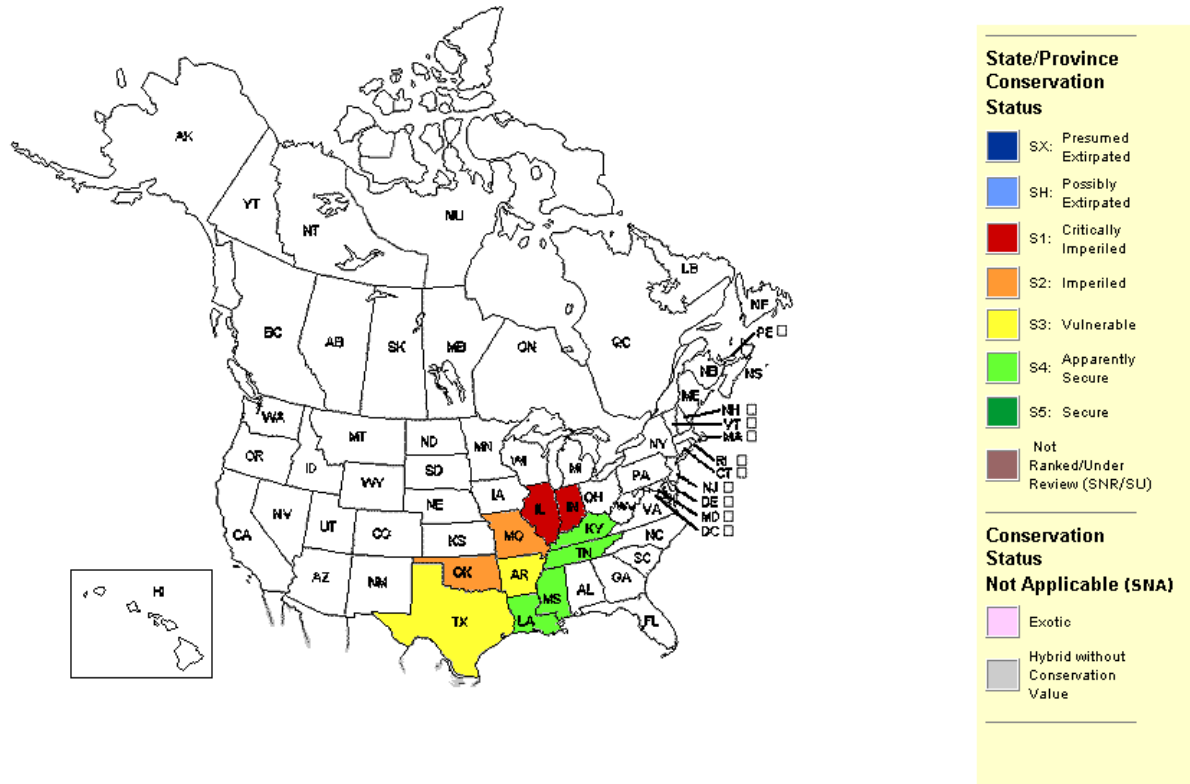 AK
YT
NT
NU
LB
NF
BC
AB
SK
MB
ON
QC
PE
NB
NS
ME
WA
MT
ND
MN
NH
VT
MA
OR
ID
SD
WI
MI
NY
RI
CT
WY
IA
PA
NJ
NE
IL
IN
OH
WV
VA
DE
MD
DC
NV
UT
CO
KS
MO
KY
NC
CA
TN
SC
AZ
NM
OK
AR
MS
AL
GA
HI
TX
LA
FL
State/Province
Conservation
Status
SX: Presumed
Extirpated
SH: Possibly
Extirpated
S1: Critically
Imperiled
S2: Imperiled
S3: Vulnerable
S4: Apparently
Secure
S5: Secure
Not
Ranked/Under
Review (SNR/SU)
Conservation
Status
Not Applicable (SNA)
Exotic
Hybrid without
Conservation
Value